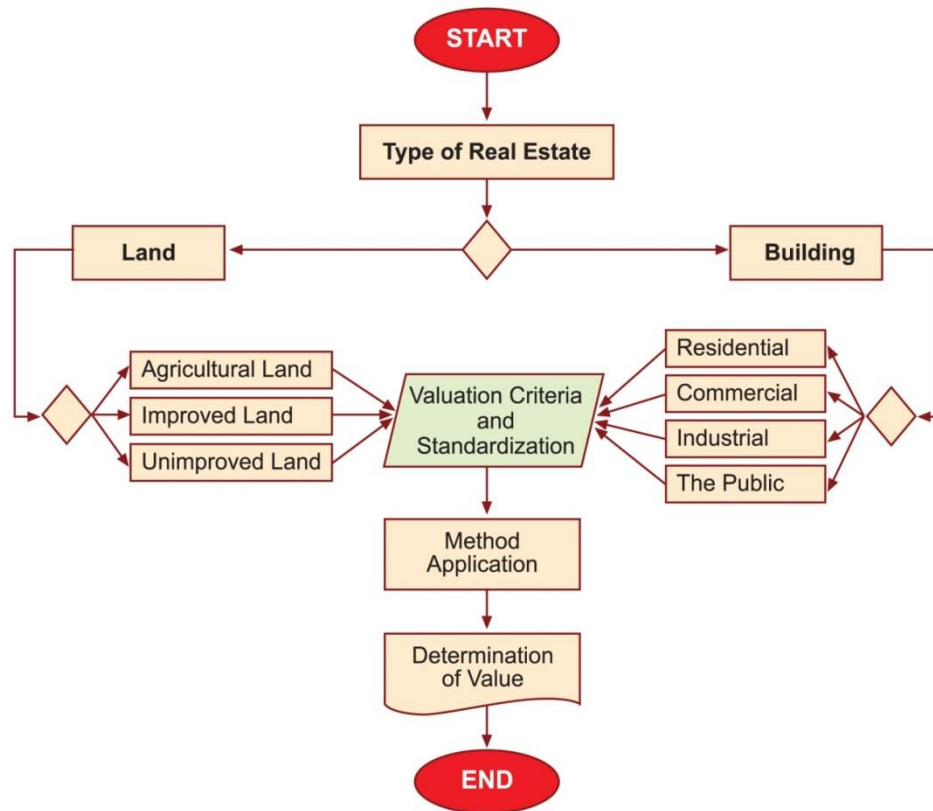 START
Type of Real Estate
Land
Building
Agricultural Land
Improved Land
Unimproved Land
Valuation Criteria
and
Standardization
Residential
Commercial
Industrial
The Public
Method
Application
Determination
of Value
END